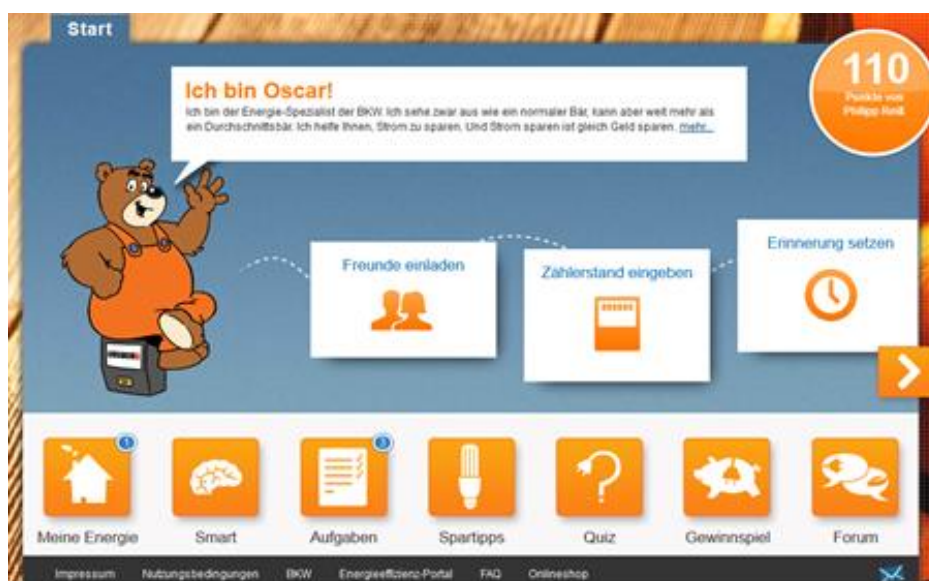 Start
110
Punkte von
Philipp
Ich bin Oscar!
Ich bin der Energie-Spezialist der BKW. Ich sehe zwar aus wie ein normaler Bär, kann aber weit mehr als
ein Durchschnittsbär. Ich helfe Ihnen, Strom zu sparen. Und Strom sparen ist gleich Geld sparen. mehr...
Freunde einladen
Zählerstand eingeben
Erinnerung setzen
1
3
Meine Energie
Smart
Aufgaben
Spartipps
Quiz
Gewinnspiel
Forum
Impressum Nutzungsbedingungen BKW Energieeffizienz-Portal FAQ Onlineshop